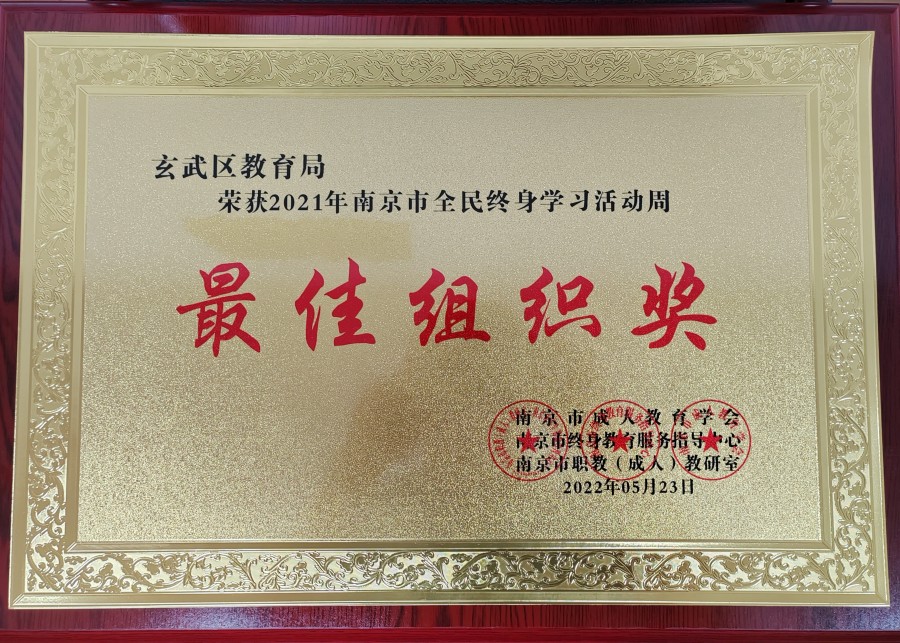 玄武区教育局
荣获2021年南京市全民终身学习活动周
最佳组织奖
南京市成人教育学会
南京市终身教育服务指导中心
南京市职教（成人）教研室
2022年05月23日